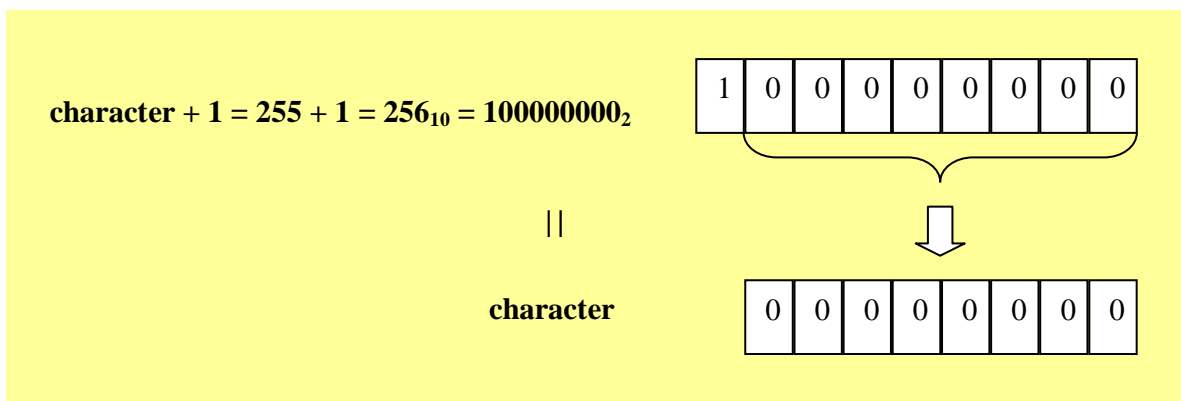 1 0 0 0 0 0 0 0 0
character + 1 = 255 + 1 = 256₁₀ = 100000000₂
||
character
0 0 0 0 0 0 0 0